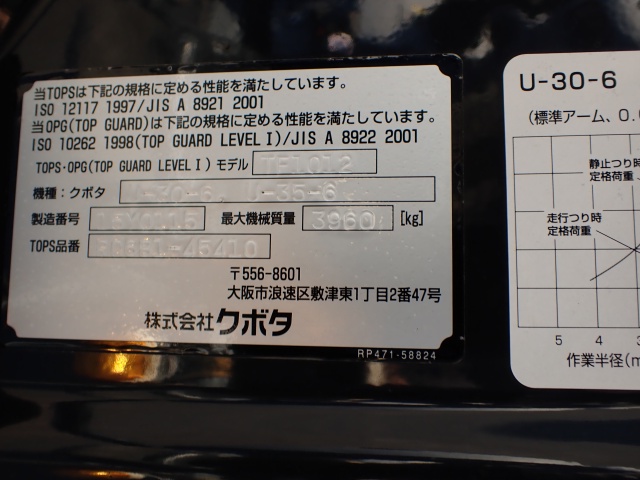 当TOPSは下記の規格に定める性能を満たしています。
ISO 12117 1997/JIS A 8921 2001
当OPG(TOP GUARD)は下記の規格に定める性能を満たしています。
ISO 10262 1998(TOP GUARD LEVEL I)/JIS A 8922 2001
TOPS・OPG(TOP GUARD LEVEL I) モデル TF1012
機種：クボタ U-30-6, U-35-6
製造番号 最大機械質量 3960 [kg]
TOPS品番 -45410
〒556-8601
大阪市浪速区敷津東1丁目2番47号
株式会社クボタ
RP471-58824
U-30-6
(標準アーム、0.
静止つり時
定格荷重
走行つり時
定格荷重
5 4
作業半径(m